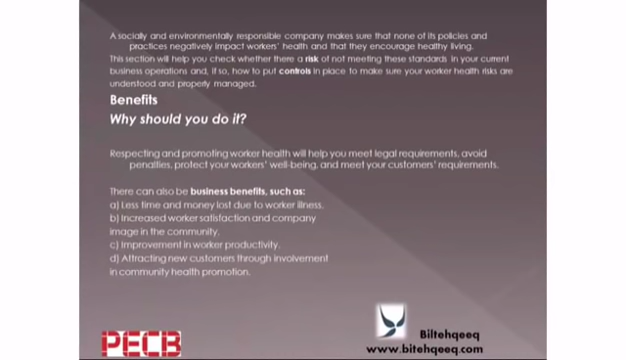 A socially and environmentally responsible company makes sure that none of its policies and
practices negatively impact workers' health and that they encourage healthy living.
This section will help you check whether there a risk of not meeting these standards in your current
business operations and, if so, how to put controls in place to make sure your worker health risks are
understood and properly managed.
Benefits
Why should you do it?
Respecting and promoting worker health will help you meet legal requirements, avoid
penalties, protect your workers' well-being, and meet your customers' requirements.
There can also be business benefits, such as:
a) Less time and money lost due to worker illness.
b) Increased worker satisfaction and company
image in the community.
c) Improvement in worker productivity.
d) Attracting new customers through involvement
in community health promotion.
PECB
Biltehqeeq
www.bitehqeeq.com